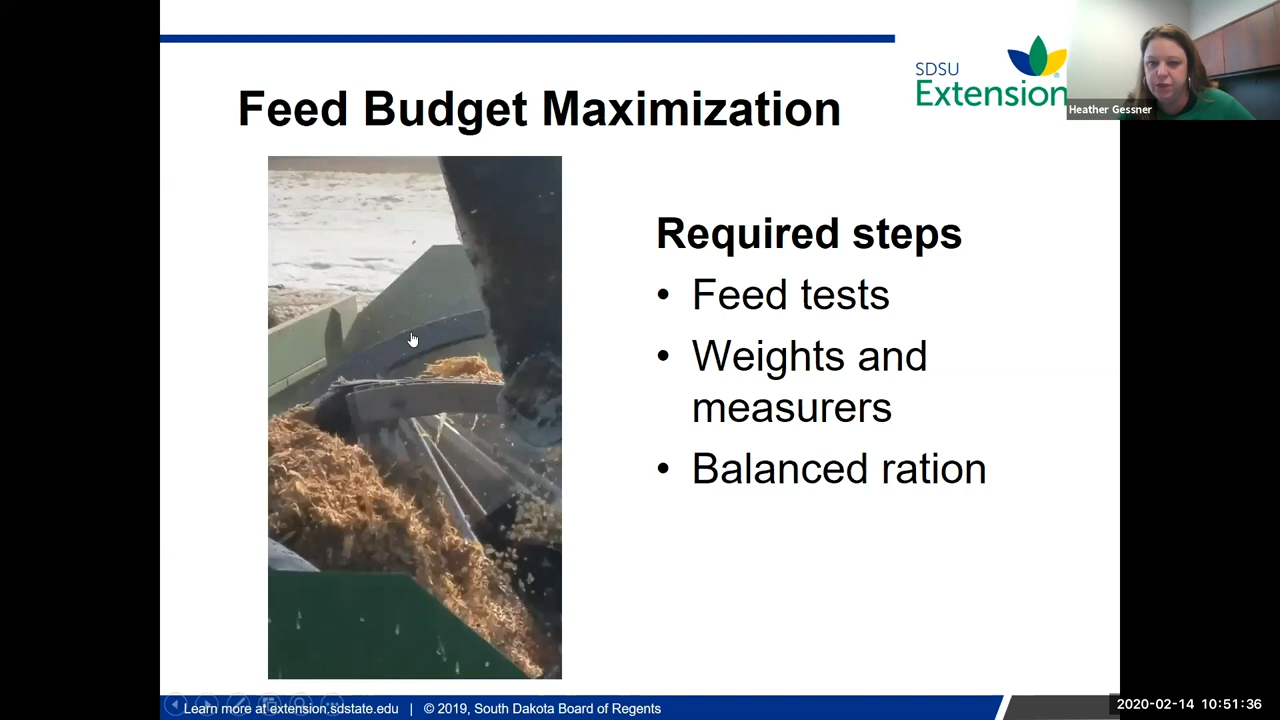 SDSU
Extension
®
Heather Gessner
Feed Budget Maximization
Required steps
• Feed tests
• Weights and
measurers
• Balanced ration
Learn more at extension.sdstate.edu | © 2019, South Dakota Board of Regents
2020-02-14 10:51:36